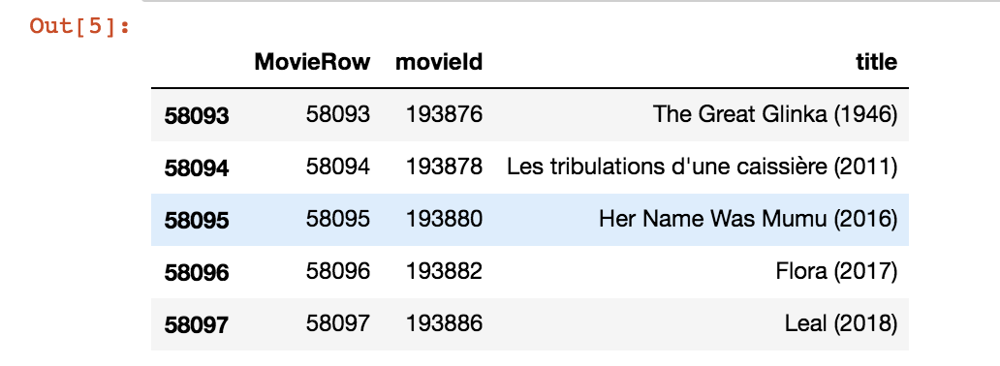 Out[5]:
MovieRow movieId title
58093 58093 193876 The Great Glinka (1946)
58094 58094 193878 Les tribulations d'une caissière (2011)
58095 58095 193880 Her Name Was Mumu (2016)
58096 58096 193882 Flora (2017)
58097 58097 193886 Leal (2018)